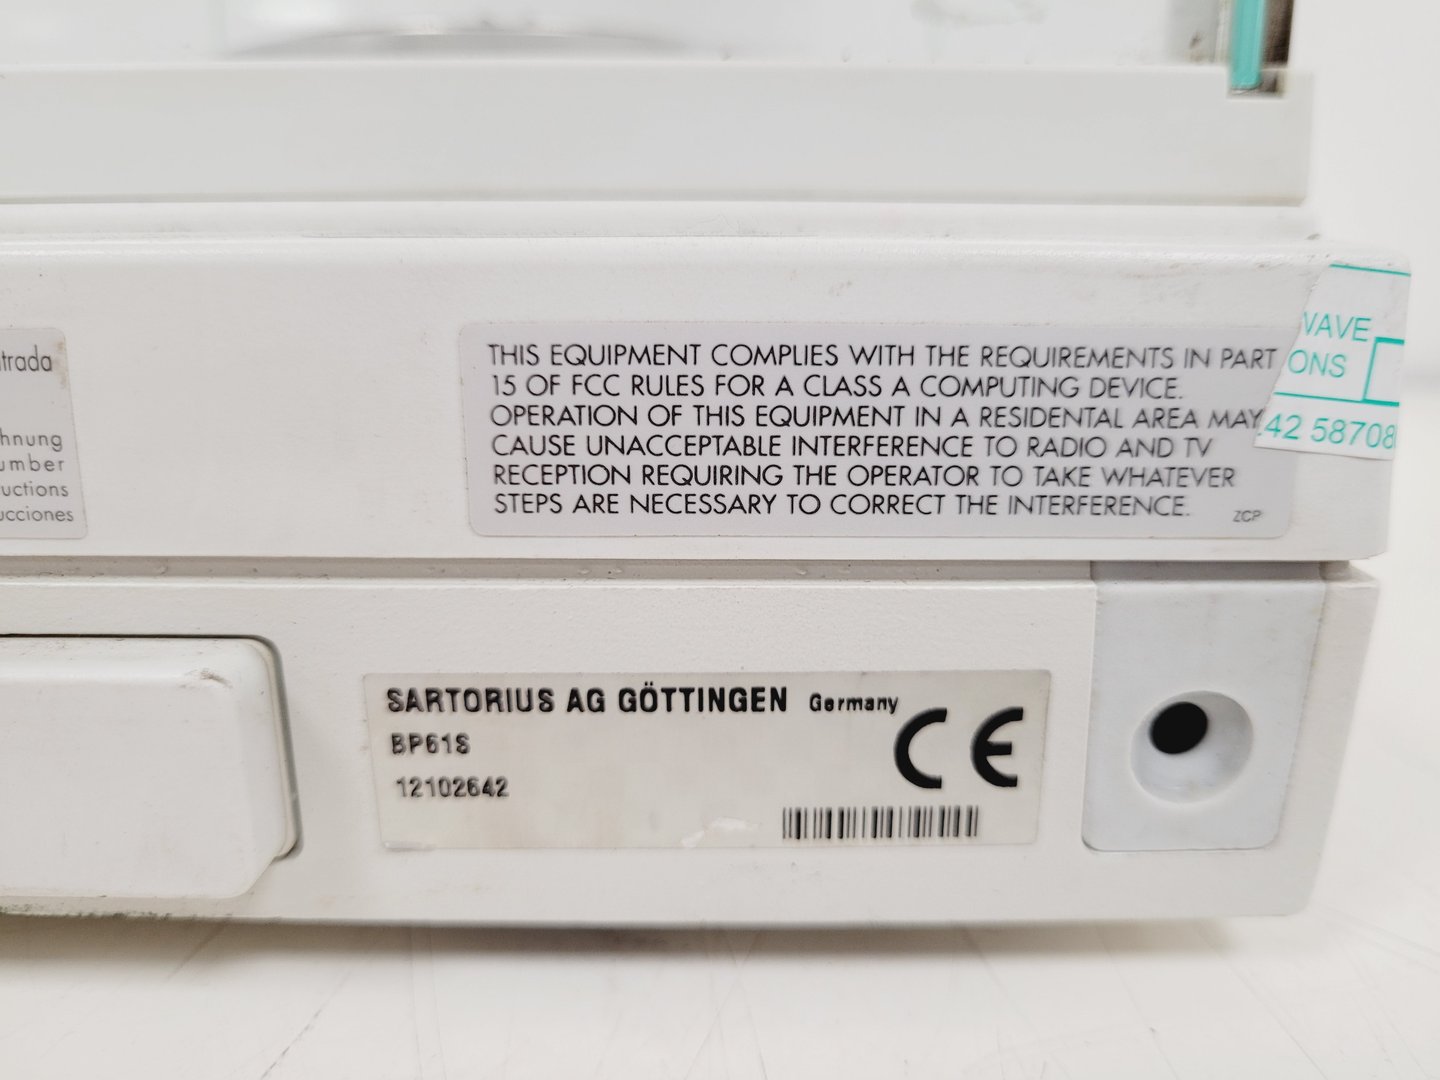 trada
hnung
umber
uctions
ucciones
THIS EQUIPMENT COMPLIES WITH THE REQUIREMENTS IN PART
15 OF FCC RULES FOR A CLASS A COMPUTING DEVICE.
OPERATION OF THIS EQUIPMENT IN A RESIDENTAL AREA MAY
CAUSE UNACCEPTABLE INTERFERENCE TO RADIO AND TV
RECEPTION REQUIRING THE OPERATOR TO TAKE WHATEVER
STEPS ARE NECESSARY TO CORRECT THE INTERFERENCE.
ZCP
WAVE
ONS
42 58708
SARTORIUS AG GÖTTINGEN Germany
BP61S
12102642
CE